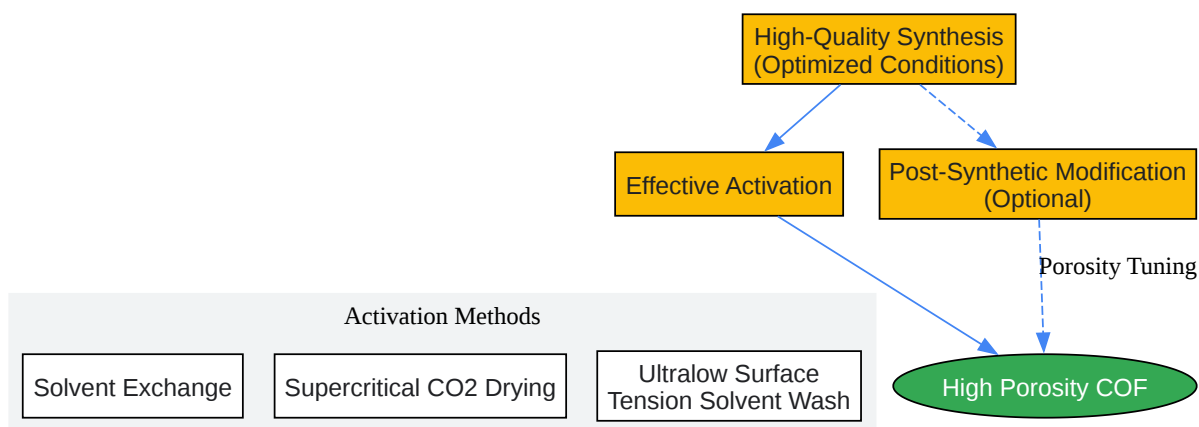 High-Quality Synthesis
(Optimized Conditions)
Effective Activation
Post-Synthetic Modification
(Optional)
Porosity Tuning
Activation Methods
Solvent Exchange
Supercritical CO2 Drying
Ultralow Surface
Tension Solvent Wash
High Porosity COF